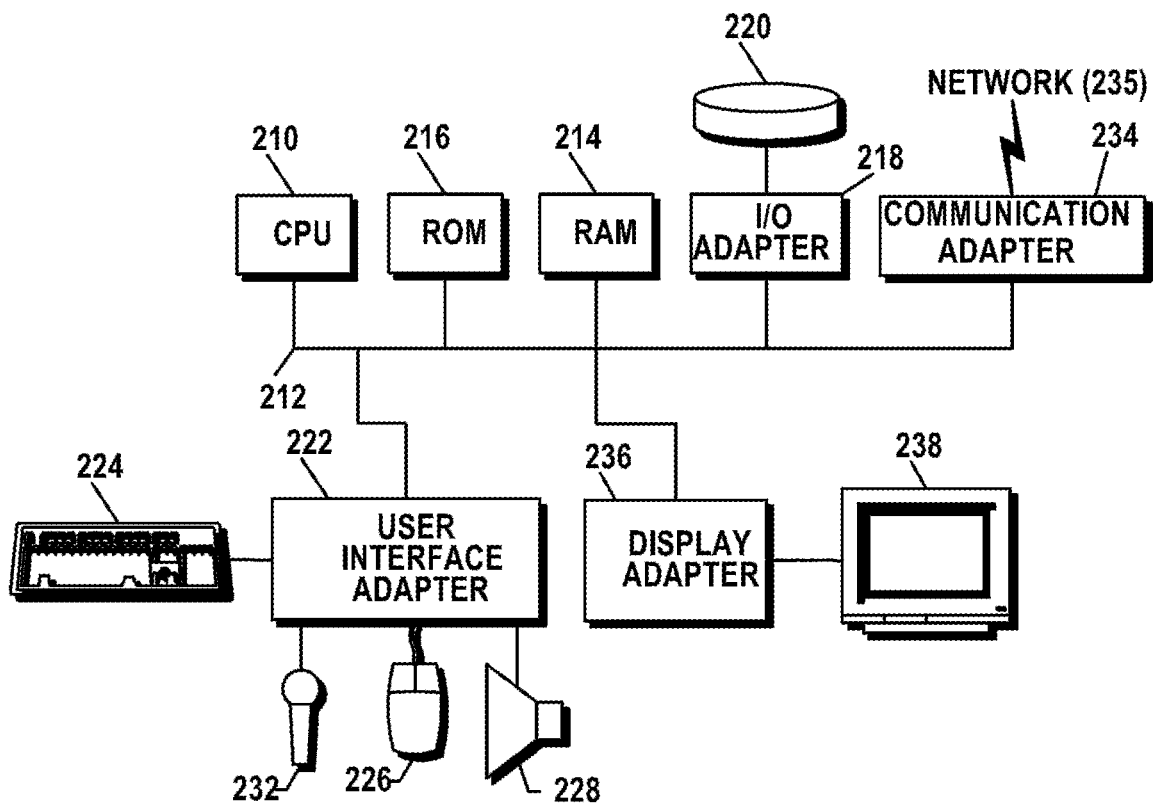 220
NETWORK (235)
210
216
214
218
234
CPU
ROM
RAM
I/O
ADAPTER
COMMUNICATION
ADAPTER
212
222
224
236
238
USER
INTERFACE
ADAPTER
DISPLAY
ADAPTER
232
226
228